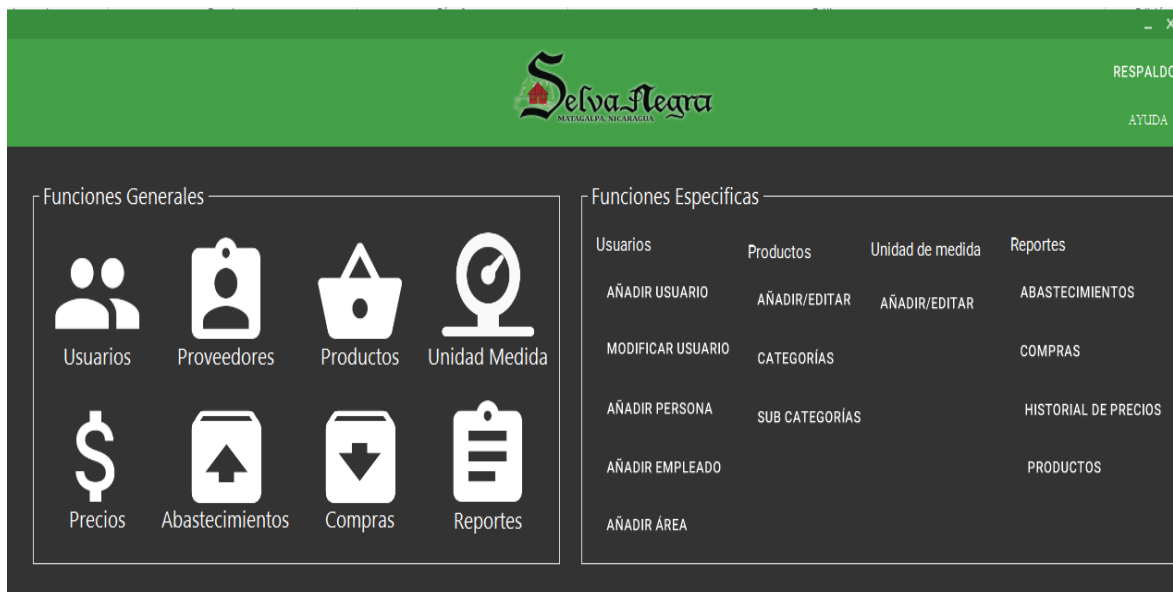 Selva Negra
MATAGALPA, NICARAGUA
RESPALDO
AYUDA
Funciones Generales
Usuarios
Proveedores
Productos
Unidad Medida
Precios
Abastecimientos
Compras
Reportes
Funciones Especificas
Usuarios
AÑADIR USUARIO
MODIFICAR USUARIO
AÑADIR PERSONA
AÑADIR EMPLEADO
AÑADIR ÁREA
Productos
AÑADIR/EDITAR
CATEGORÍAS
SUB CATEGORÍAS
Unidad de medida
AÑADIR/EDITAR
Reportes
ABASTECIMIENTOS
COMPRAS
HISTORIAL DE PRECIOS
PRODUCTOS